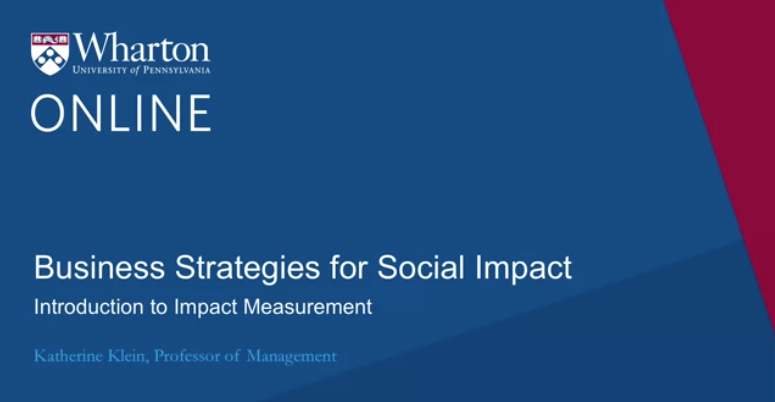 Wharton
UNIVERSITY of PENNSYLVANIA
ONLINE
Business Strategies for Social Impact
Introduction to Impact Measurement
Katherine Klein, Professor of Management